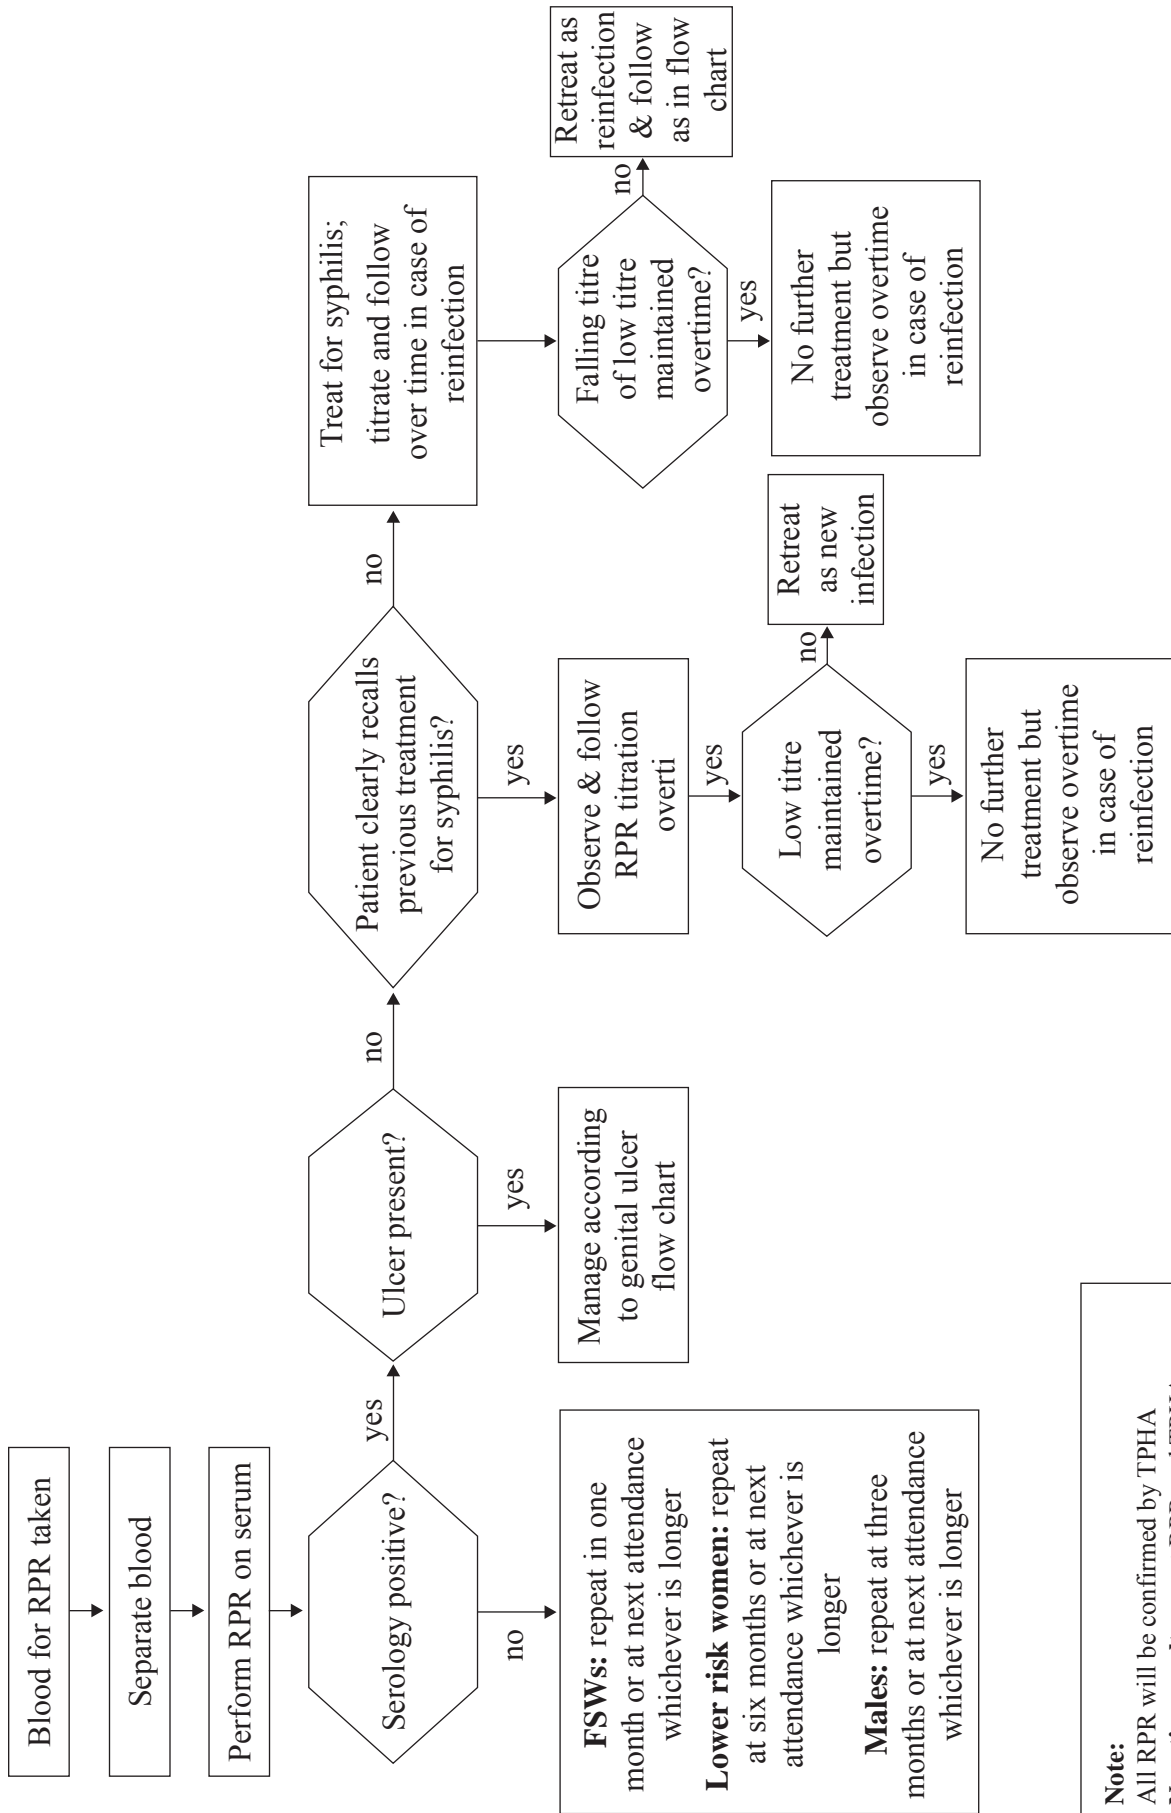 Blood for RPR taken
Separate blood
Perform RPR on serum
Serology positive?
yes
no
FSWs: repeat in one
month or at next attendance
whichever is longer
Lower risk women: repeat
at six months or at next
attendance whichever is
longer
Males: repeat at three
months or at next attendance
whichever is longer
Ulcer present?
no
yes
Manage according
to genital ulcer
flow chart
Patient clearly recalls
previous treatment
for syphilis?
no
yes
Observe & follow
RPR titration
overti
yes
Low titre
maintained
overtime?
no
Retreat
as new
infection
yes
No further
treatment but
observe overtime
in case of
reinfection
Treat for syphilis;
titrate and follow
over time in case of
reinfection
Falling titre
of low titre
maintained
overtime?
no
Retreat as
reinfection
& follow
as in flow
chart
yes
No further
treatment but
observe overtime
in case of
reinfection
Note:
All RPR will be confirmed by TPHA